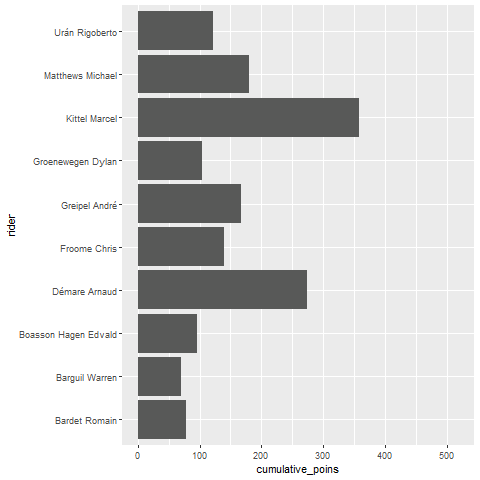 Urán Rigoberto
Matthews Michael
Kittel Marcel
Groenewegen Dylan
Greipel André
Froome Chris
Démare Arnaud
Boasson Hagen Edvald
Barguil Warren
Bardet Romain
rider
0 100 200 300 400 500
cumulative_poins